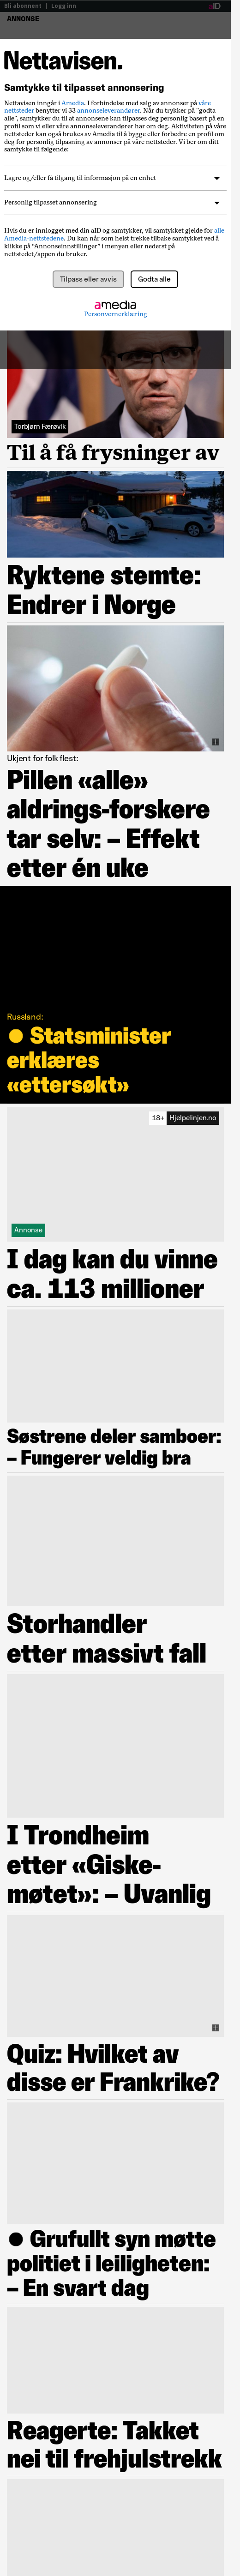 Bli abonnent | Logg inn
aID
ANNONSE
Nettavisen.
Samtykke til tilpasset annonsering
Nettavisen inngår i Amedia. I forbindelse med salg av annonser på våre
nettsteder benytter vi 33 annonseleverandører. Når du trykker på "godta
alle", samtykker du til at annonsene kan tilpasses deg personlig basert på en
profil som vi eller våre annonseleverandører har om deg. Aktiviteten på våre
nettsteder kan også brukes av Amedia til å bygge eller forbedre en profil om
deg for personlig tilpasning av annonser på våre nettsteder. Vi ber om ditt
samtykke til følgende:
Lagre og/eller få tilgang til informasjon på en enhet
Personlig tilpasset annonsering
Hvis du er innlogget med din aID og samtykker, vil samtykket gjelde for alle
Amedia-nettstedene. Du kan når som helst trekke tilbake samtykket ved å
klikke på "Annonseinnstillinger" i menyen eller nederst på
nettstedet/appen du bruker.
Tilpass eller avvis
Godta alle
amedia
Personvernerklæring
Torbjørn Færøvik
Til å få frysninger av
Ryktene stemte:
Endrer i Norge
Ukjent for folk flest:
Pillen «alle»
aldrings-forskere
tar selv: – Effekt
etter én uke
Russland:
● Statsminister
erklæres
«ettersøkt»
18+ Hjelpelinjen.no
Annonse
I dag kan du vinne
ca. 113 millioner
Søstrene deler samboer:
– Fungerer veldig bra
Storhandler
etter massivt fall
I Trondheim
etter «Giske-
møtet»: – Uvanlig
Quiz: Hvilket av
disse er Frankrike?
● Grufullt syn møtte
politiet i leiligheten:
– En svart dag
Reagerte: Takket
nei til frehjulstrekk